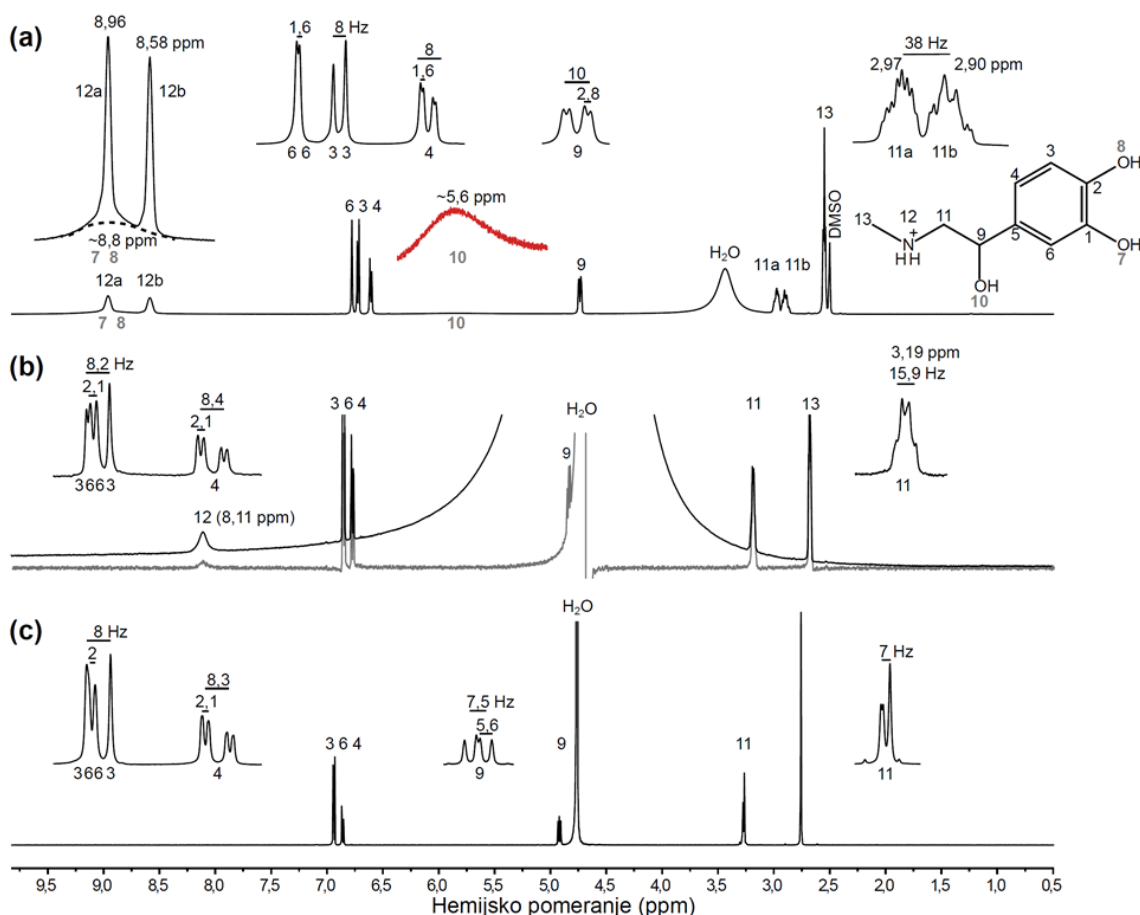 (a)
8,96
8,58 ppm
12a
12b
~8,8 ppm
7 8
12a 12b
7 8
1,6
8 Hz
6 6 3 3
8
1,6
4
10
2,8
9
6 3 4
~5,6 ppm
10
10
9
H₂O
11a 11b
13
DMSO
38 Hz
2,97
2,90 ppm
11a 11b
8
OH
3
4
2
13
12
11
N+
HH
9
5
1
6
OH
7
OH
10
(b)
8,2 Hz
2,1
3663
8,4
2,1
4
12 (8,11 ppm)
3 6 4
9
H₂O
11
13
3,19 ppm
15,9 Hz
11
(c)
8 Hz
2
3663
8,3
2,1
4
3 6 4
7,5 Hz
5,6
9
9
H₂O
11
7 Hz
11
9,5 9,0 8,5 8,0 7,5 7,0 6,5 6,0 5,5 5,0 4,5 4,0 3,5 3,0 2,5 2,0 1,5 1,0 0,5
Hemijsko pomeranje (ppm)